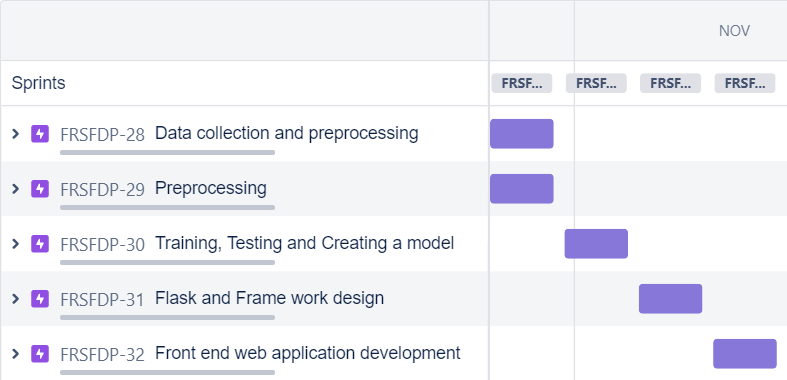 NOV
Sprints FRSF... FRSF... FRSF... FRSF...
FRSFDP-28 Data collection and preprocessing
FRSFDP-29 Preprocessing
FRSFDP-30 Training, Testing and Creating a model
FRSFDP-31 Flask and Frame work design
FRSFDP-32 Front end web application development